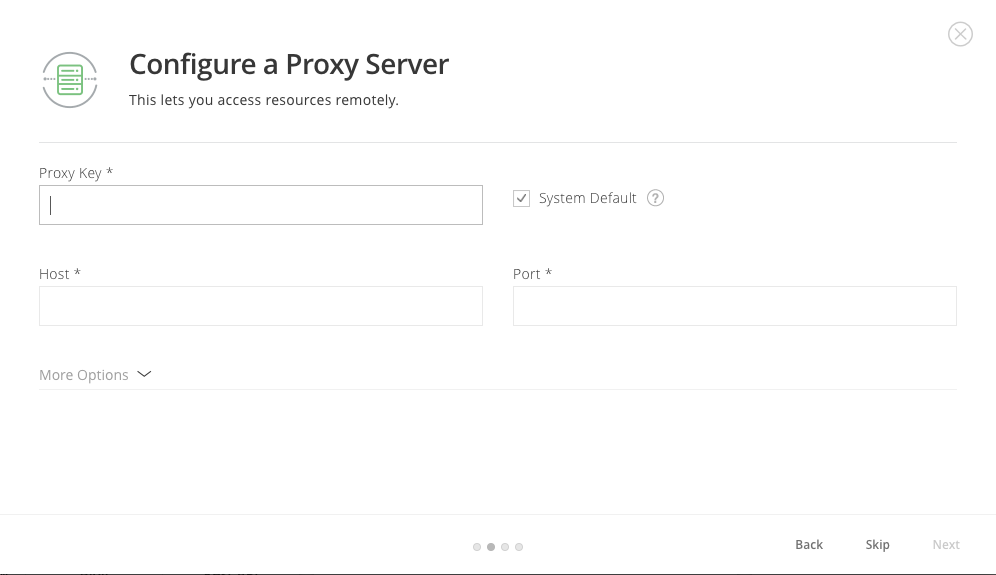 Configure a Proxy Server
This lets you access resources remotely.
Proxy Key *
System Default ?
Host *
Port *
More Options
Back
Skip
Next